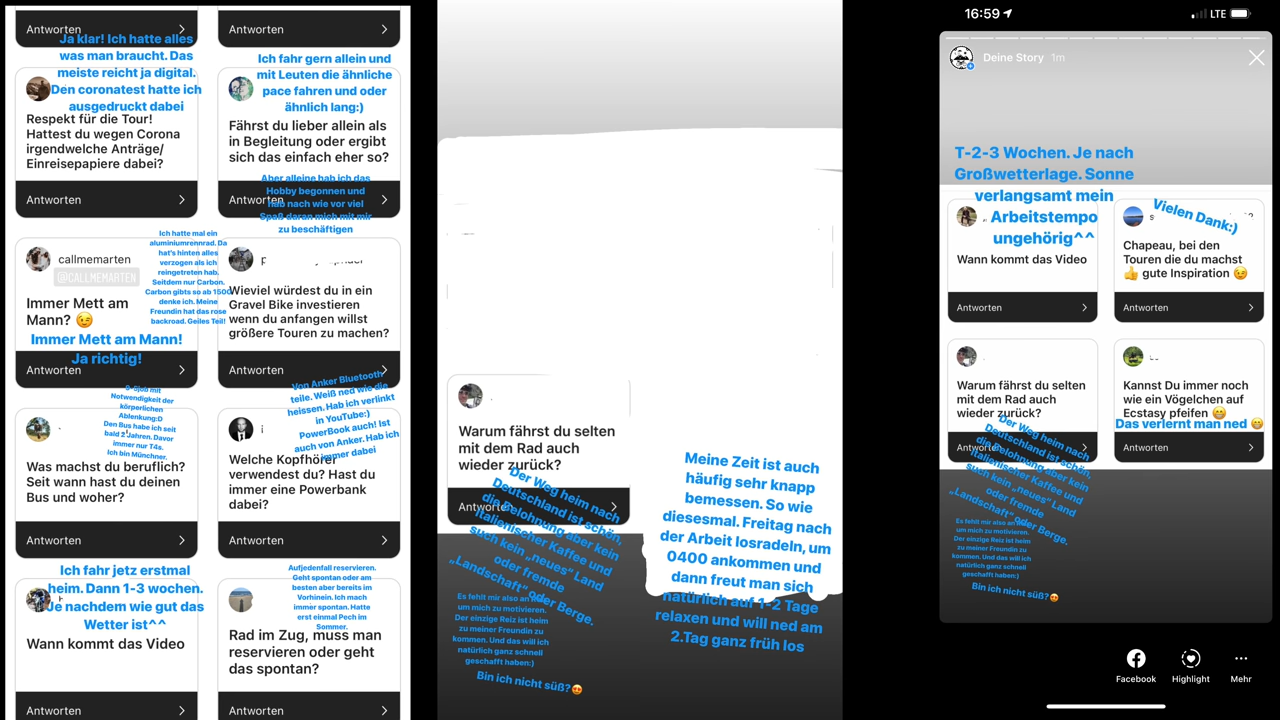 Antworten
Antworten
Ja klar! Ich hatte alles
was man braucht. Das
meiste reicht ja digital.
Den coronatest hatte ich
ausgedruckt dabei
Respekt für die Tour!
Hattest du wegen Corona
irgendwelche Anträge/
Einreisepapiere dabei?
Antworten
Ich fahr gern allein und
mit Leuten die ähnliche
pace fahren und oder
ähnlich lang:)
Fährst du lieber allein als
in Begleitung oder ergibt
sich das einfach eher so?
Aber alleine hab ich das
Hobby begonnen und
hab nach wie vor viel
Spaß daran mich mit mir
zu beschäftigen
Antworten
callmemarten
@CALLMEMARTEN
Immer Mett am
Mann? 😉
Immer Mett am Mann!
Ja richtig!
Antworten
Ich hatte mal ein
aluminiumrennrad. Da
hat's hinten alles
verzogen als ich
reingetreten hab.
Seitdem nur Carbon.
Carbon gibts so ab 1500
denke ich. Meine
Freundin hat das rose
backroad. Geiles Teil!
Wieviel würdest du in ein
Gravel Bike investieren
wenn du anfangen willst
größere Touren zu machen?
Antworten
mit
Notwendigkeit der
körperlichen
Ablenkung:D
Den Bus habe ich seit
bald 2 Jahren. Davor
immer nur T4s.
Ich bin Münchner.
Was machst du beruflich?
Seit wann hast du deinen
Bus und woher?
Antworten
Von Anker Bluetooth
teile. Weiß ned wie die
heissen. Hab ich verlinkt
in YouTube:)
PowerBook auch! Ist
auch von Anker. Hab ich
immer dabei
Welche Kopfhörer
verwendest du? Hast du
immer eine Powerbank
dabei?
Antworten
Ich fahr jetz erstmal
heim. Dann 1-3 wochen.
Je nachdem wie gut das
Wetter ist^^
Wann kommt das Video
Antworten
Aufjedenfall reservieren.
Geht spontan oder am
besten aber bereits im
Vorhinein. Ich mach
immer spontan. Hatte
erst einmal Pech im
Sommer.
Rad im Zug, muss man
reservieren oder geht
das spontan?
Antworten
Warum fährst du selten
mit dem Rad auch
wieder zurück?
Antworten
Der Weg heim nach
Deutschland ist schön,
die Belohnung aber kein
italienischer Kaffee und
such kein „neues" Land
oder fremde
„Landschaft" oder Berge.
Es fehlt mir also an
um mich zu motivieren.
Der einzige Reiz ist heim
zu meiner Freundin zu
kommen. Und das will ich
natürlich ganz schnell
geschafft haben:)
Bin ich nicht süß?😍
Meine Zeit ist auch
häufig sehr knapp
bemessen. So wie
diesesmal. Freitag nach
der Arbeit losradeln, um
0400 ankommen und
dann freut man sich
natürlich auf 1-2 Tage
relaxen und will ned am
2.Tag ganz früh los
16:59
LTE
Deine Story 1m
T-2-3 Wochen. Je nach
Großwetterlage. Sonne
verlangsamt mein
Arbeitstempo
ungehörig^^
Wann kommt das Video
Antworten
Vielen Dank:)
Chapeau, bei den
Touren die du machst
👍 gute Inspiration 😉
Antworten
Warum fährst du selten
mit dem Rad auch
wieder zurück?
Antworten
Kannst Du immer noch
wie ein Vögelchen auf
Ecstasy pfeifen 😁
Das verlernt man ned 😁
Antworten
Der Weg heim nach
Deutschland ist schön,
die Belohnung aber kein
italienischer Kaffee und
such kein „neues" Land
oder fremde
„Landschaft" oder Berge.
Es fehlt mir also an
um mich zu motivieren.
Der einzige Reiz ist heim
zu meiner Freundin zu
kommen. Und das will ich
natürlich ganz schnell
geschafft haben:)
Bin ich nicht süß?😍
Facebook
Highlight
Mehr